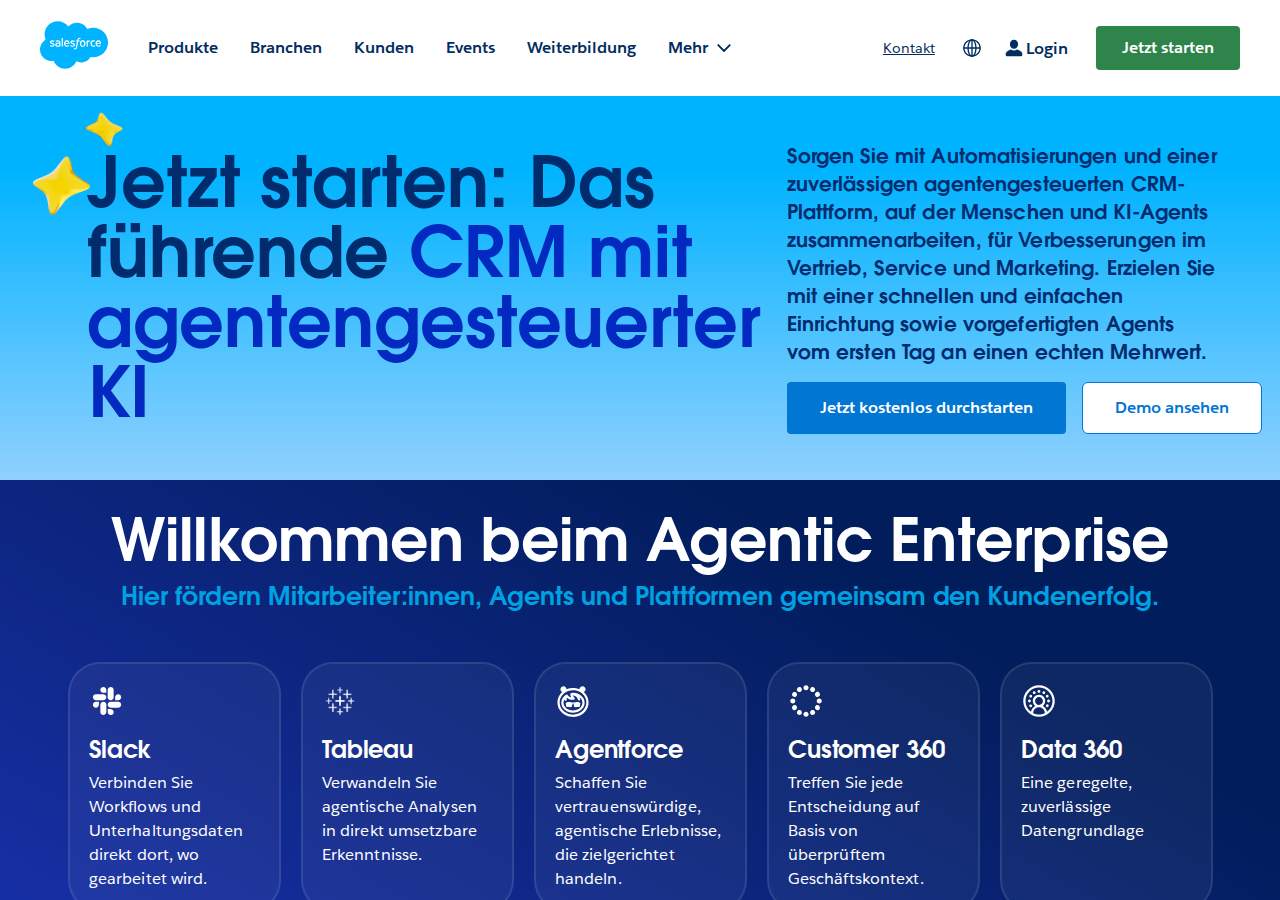 salesforce
Produkte
Branchen
Kunden
Events
Weiterbildung
Mehr
Kontakt
Login
Jetzt starten
Jetzt starten: Das
führende CRM mit
agentengesteuerter
KI
Sorgen Sie mit Automatisierungen und einer
zuverlässigen agentengesteuerten CRM-
Plattform, auf der Menschen und KI-Agents
zusammenarbeiten, für Verbesserungen im
Vertrieb, Service und Marketing. Erzielen Sie
mit einer schnellen und einfachen
Einrichtung sowie vorgefertigten Agents
vom ersten Tag an einen echten Mehrwert.
Jetzt kostenlos durchstarten
Demo ansehen
Willkommen beim Agentic Enterprise
Hier fördern Mitarbeiter:innen, Agents und Plattformen gemeinsam den Kundenerfolg.
Slack
Verbinden Sie
Workflows und
Unterhaltungsdaten
direkt dort, wo
gearbeitet wird.
Tableau
Verwandeln Sie
agentische Analysen
in direkt umsetzbare
Erkenntnisse.
Agentforce
Schaffen Sie
vertrauenswürdige,
agentische Erlebnisse,
die zielgerichtet
handeln.
Customer 360
Treffen Sie jede
Entscheidung auf
Basis von
überprüftem
Geschäftskontext.
Data 360
Eine geregelte,
zuverlässige
Datengrundlage